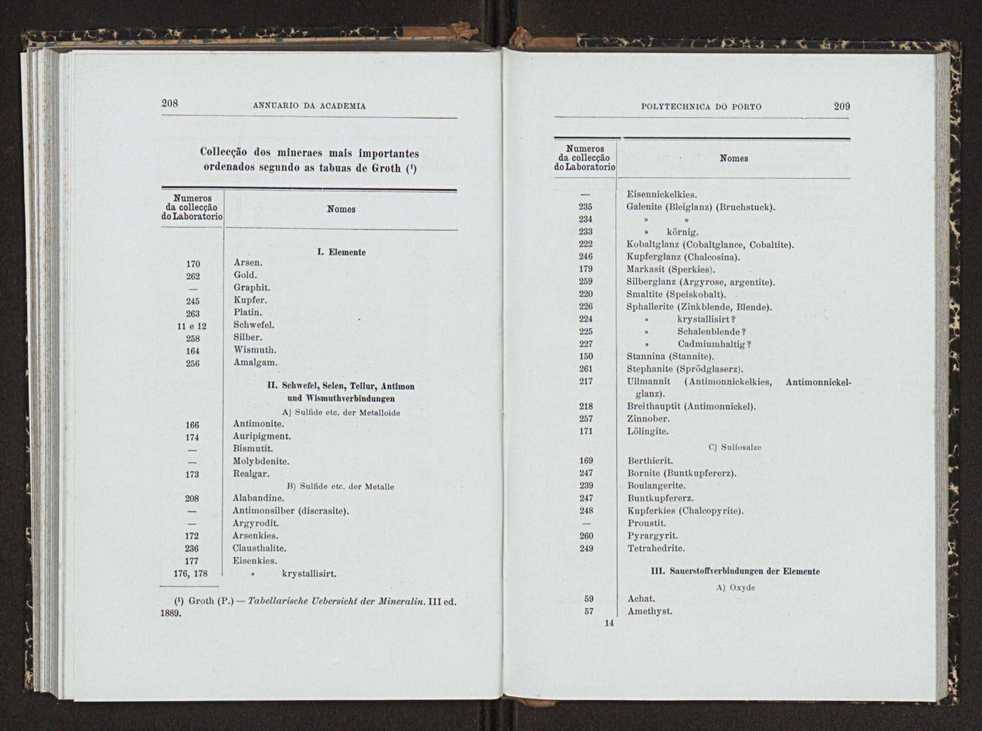 208 ANNUARIO DA ACADEMIA
Collecção dos mineraes mais importantes
ordenados segundo as tabuas de Groth (¹)
Numeros
da collecção
do Laboratorio
Nomes
I. Elemente
170 Arsen.
262 Gold.
— Graphit.
245 Kupfer.
263 Platin.
11 e 12 Schwefel.
258 Silber.
164 Wismuth.
256 Amalgam.
II. Schwefel, Selen, Tellur, Antimon
und Wismuthverbindungen
A) Sulfide etc. der Metalloide
166 Antimonite.
174 Auripigment.
— Bismutit.
— Molybdenite.
173 Realgar.
B) Sulfide etc. der Metalle
208 Alabandine.
— Antimonsilber (discrasite).
— Argyrodit.
172 Arsenkies.
236 Clausthalite.
177 Eisenkies.
176, 178 » krystallisirt.
(¹) Groth (P.) — Tabellarische Uebersicht der Mineralin. III ed.
1889.
POLYTECHNICA DO PORTO 209
Numeros
da collecção
do Laboratorio
Nomes
— Eisennickelkies.
235 Galenite (Bleiglanz) (Bruchstuck).
234 » »
233 » körnig.
222 Kobaltglanz (Cobaltglance, Cobaltite).
246 Kupferglanz (Chalcosina).
179 Markasit (Sperkies).
259 Silberglanz (Argyrose, argentite).
220 Smaltite (Speiskobalt).
226 Sphallerite (Zinkblende, Blende).
224 » krystallisirt?
225 » Schalenblende?
227 » Cadmiumhaltig?
150 Stannina (Stannite).
261 Stephanite (Sprödglaserz).
217 Ullmannit (Antimonnickelkies, Antimonnickel-
glanz).
218 Breithauptit (Antimonnickel).
257 Zinnober.
171 Lölingite.
C) Sulfosalze
169 Berthierit.
247 Bornite (Buntkupfererz).
239 Boulangerite.
247 Buntkupfererz.
248 Kupferkies (Chalcopyrite).
— Proustit.
260 Pyrargyrit.
249 Tetrahedrite.
III. Sauerstoffverbindungen der Elemente
A) Oxyde
59 Achat.
57 Amethyst.
14